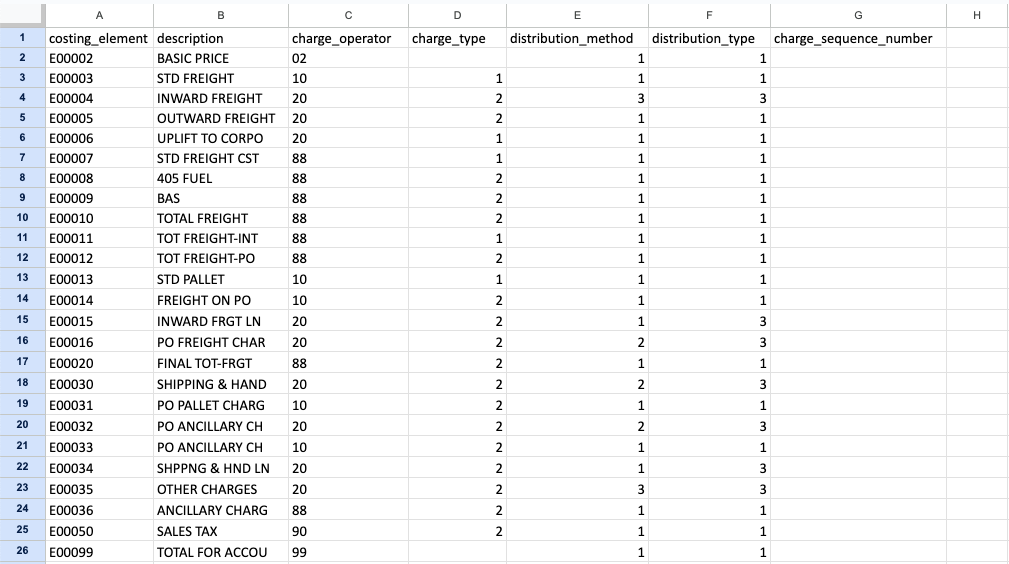 A B C D E F G H
1 costing_element description charge_operator charge_type distribution_method distribution_type charge_sequence_number
2 E00002 BASIC PRICE 02 1 1
3 E00003 STD FREIGHT 10 1 1 1
4 E00004 INWARD FREIGHT 20 2 3 3
5 E00005 OUTWARD FREIGHT 20 2 1 1
6 E00006 UPLIFT TO CORPO 20 1 1 1
7 E00007 STD FREIGHT CST 88 1 1 1
8 E00008 405 FUEL 88 2 1 1
9 E00009 BAS 88 2 1 1
10 E00010 TOTAL FREIGHT 88 2 1 1
11 E00011 TOT FREIGHT-INT 88 1 1 1
12 E00012 TOT FREIGHT-PO 88 2 1 1
13 E00013 STD PALLET 10 1 1 1
14 E00014 FREIGHT ON PO 10 2 1 1
15 E00015 INWARD FRGT LN 20 2 1 3
16 E00016 PO FREIGHT CHAR 20 2 2 3
17 E00020 FINAL TOT-FRGT 88 2 1 1
18 E00030 SHIPPING & HAND 20 2 2 3
19 E00031 PO PALLET CHARG 10 2 1 1
20 E00032 PO ANCILLARY CH 20 2 2 3
21 E00033 PO ANCILLARY CH 10 2 1 1
22 E00034 SHPPNG & HND LN 20 2 1 3
23 E00035 OTHER CHARGES 20 2 3 3
24 E00036 ANCILLARY CHARG 88 2 1 1
25 E00050 SALES TAX 90 2 1 1
26 E00099 TOTAL FOR ACCOU 99 1 1